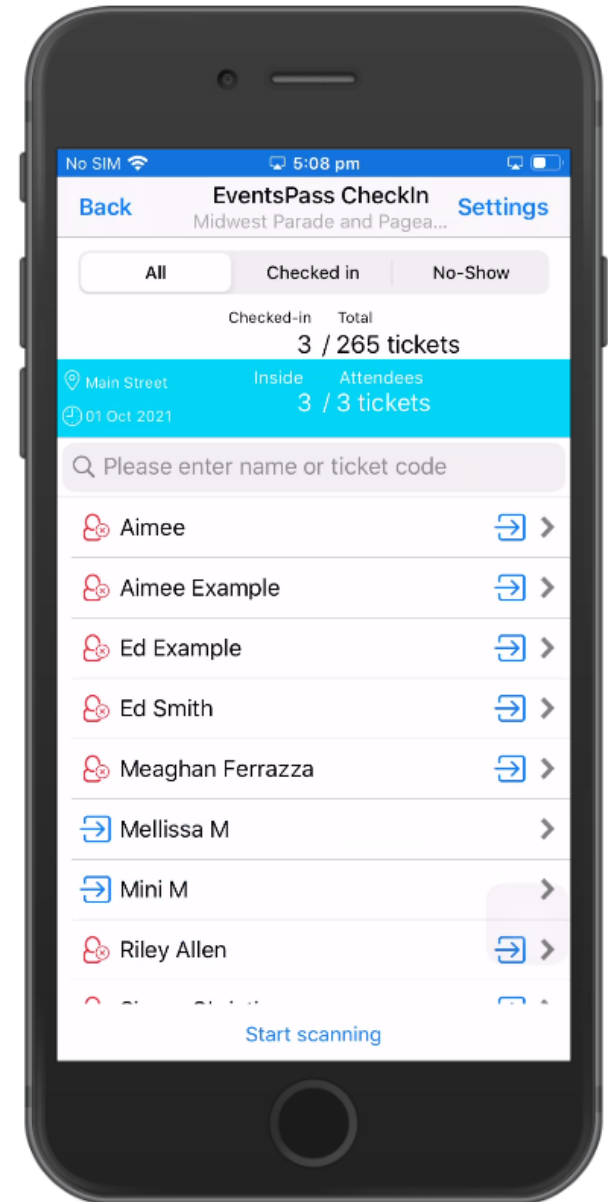 No SIM 5:08 pm
Back EventsPass CheckIn Settings
Midwest Parade and Pagea...
All Checked in No-Show
Checked-in Total
3 / 265 tickets
Main Street Inside Attendees
01 Oct 2021 3 / 3 tickets
Please enter name or ticket code
Aimee
Aimee Example
Ed Example
Ed Smith
Meaghan Ferrazza
Mellissa M
Mini M
Riley Allen
Start scanning